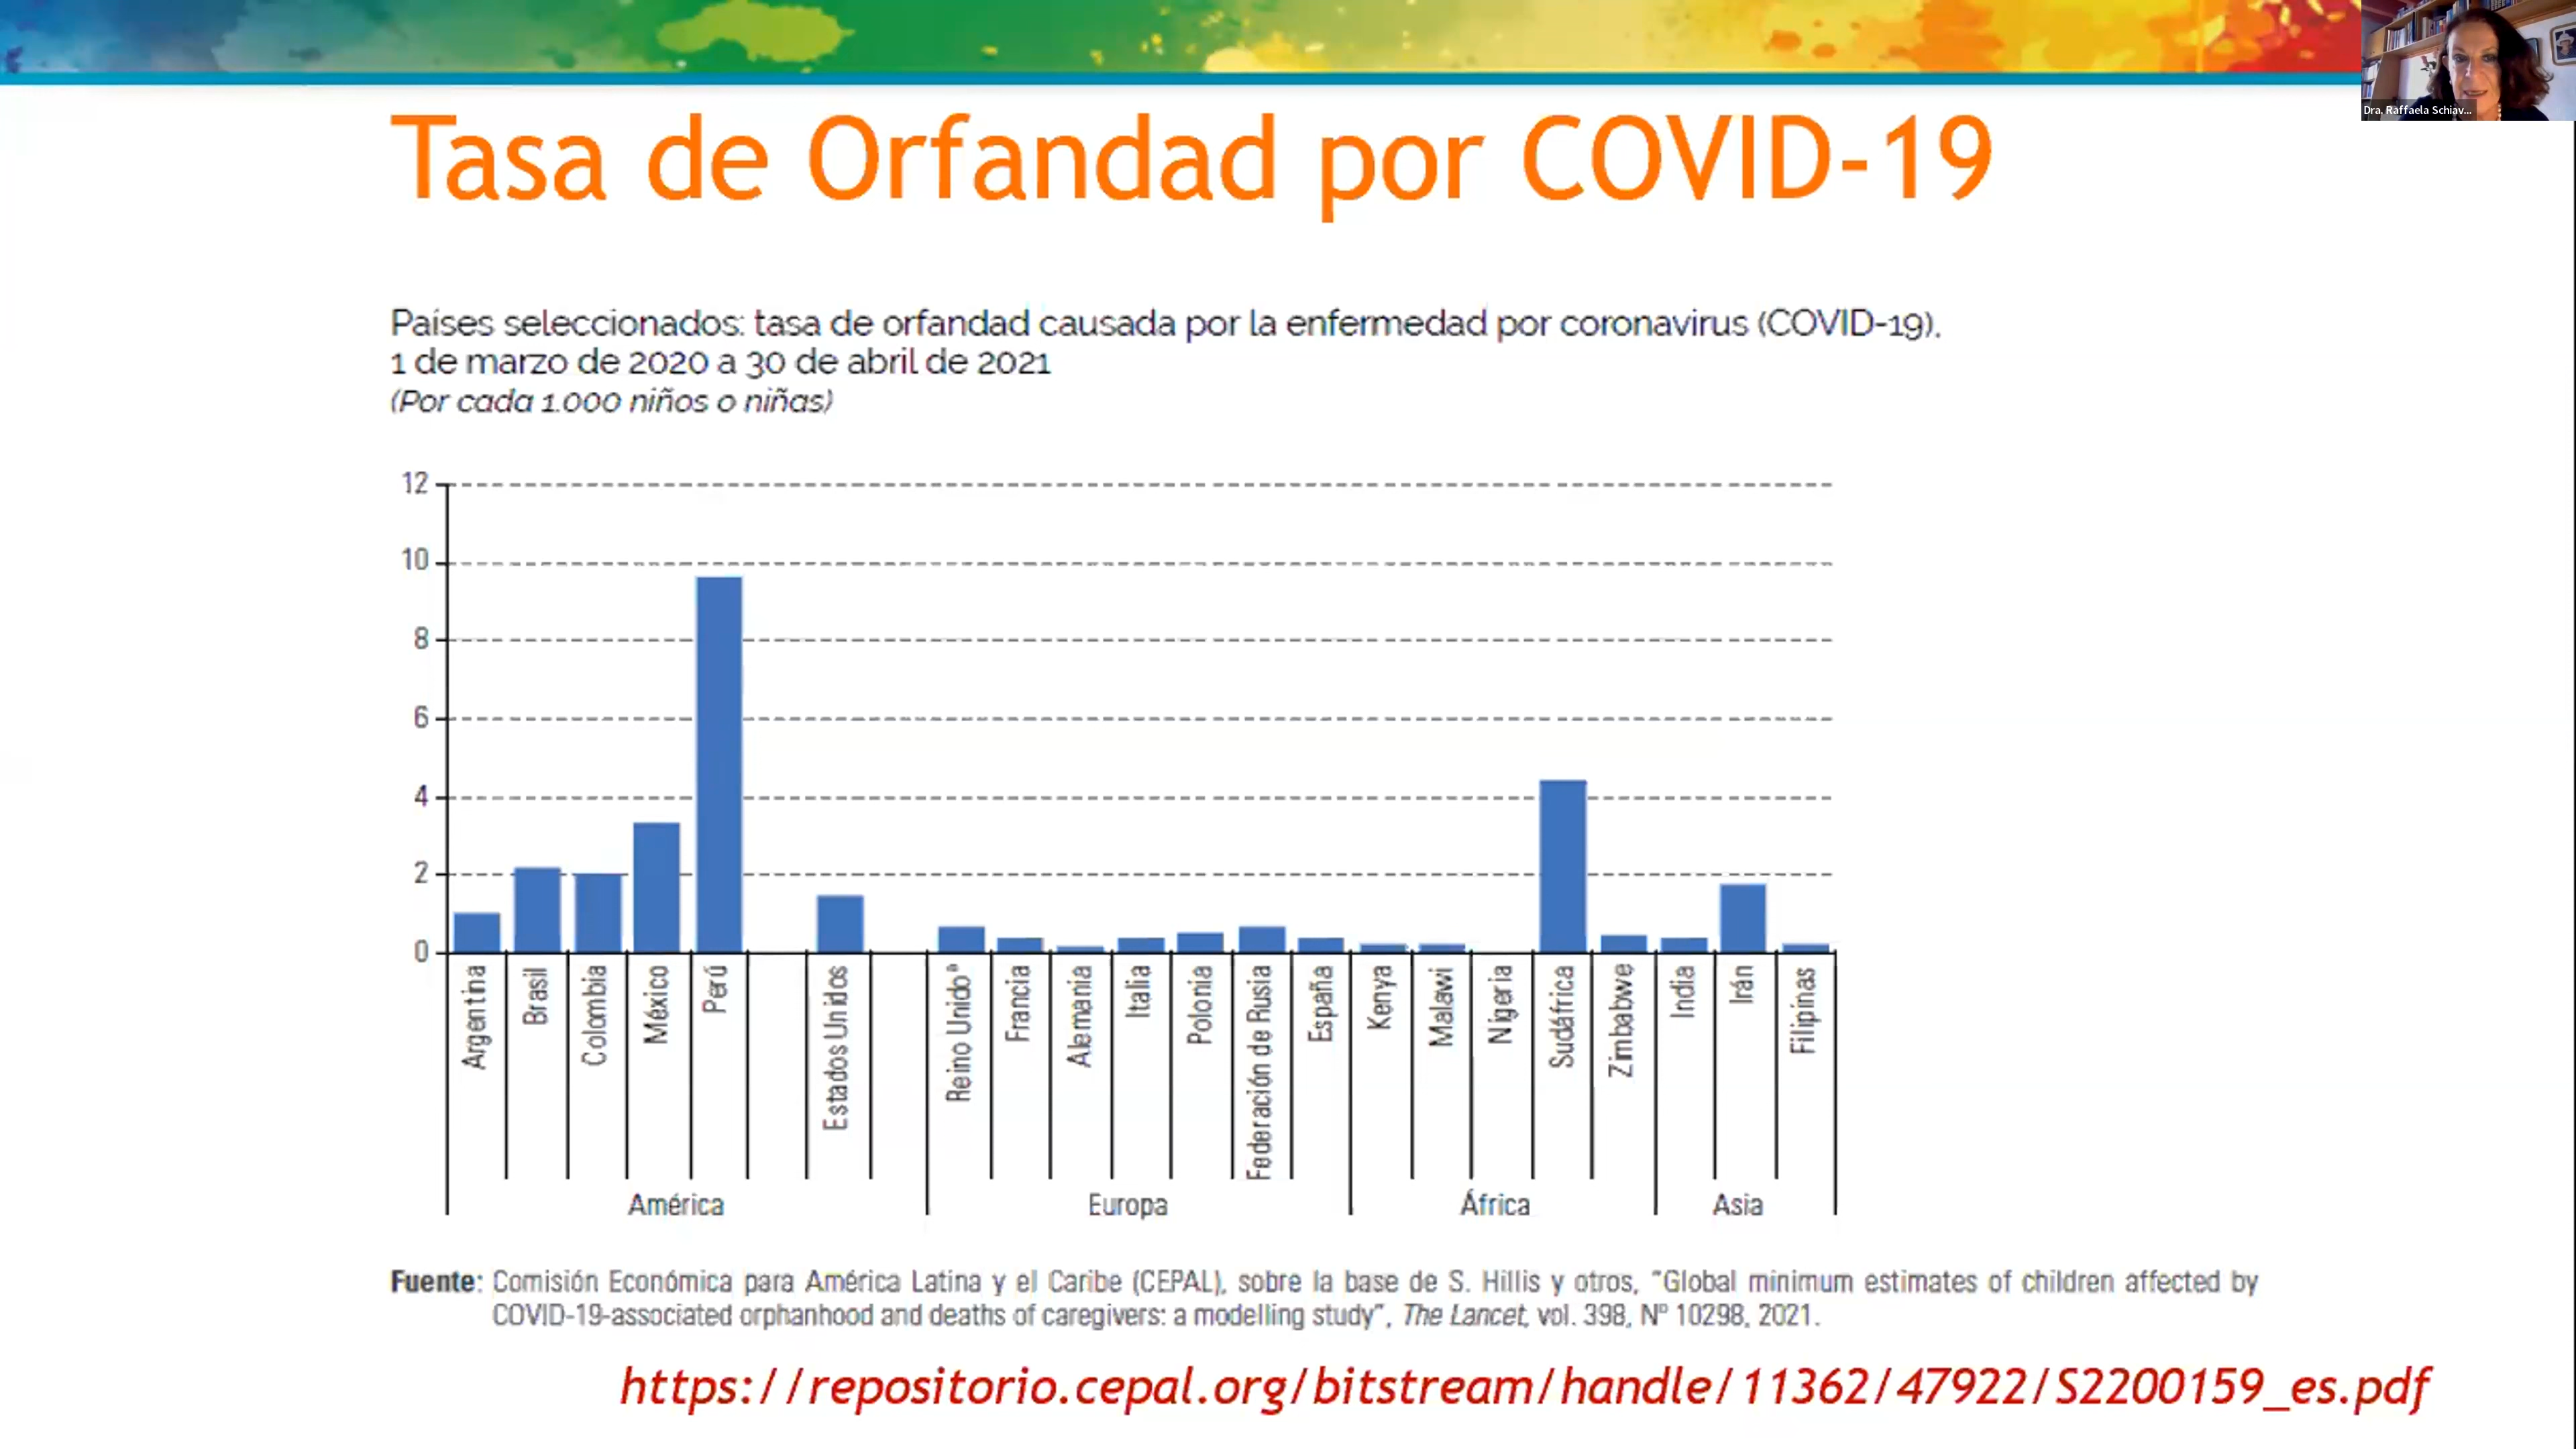 Dra. Raffaela Schiav...
Tasa de Orfandad por COVID-19
Países seleccionados: tasa de orfandad causada por la enfermedad por coronavirus (COVID-19),
1 de marzo de 2020 a 30 de abril de 2021
(Por cada 1.000 niños o niñas)
12
10
8
6
4
2
0
Argentina
Brasil
Colombia
México
Perú
Estados Unidos
Reino Unidoª
Francia
Alemania
Italia
Polonia
Federación de Rusia
España
Kenya
Malawi
Nigeria
Sudáfrica
Zimbabwe
India
Irán
Filipinas
América
Europa
África
Asia
Fuente: Comisión Económica para América Latina y el Caribe (CEPAL), sobre la base de S. Hillis y otros, "Global minimum estimates of children affected by
COVID-19-associated orphanhood and deaths of caregivers: a modelling study", The Lancet, vol. 398, Nº 10298, 2021.
https://repositorio.cepal.org/bitstream/handle/11362/47922/S2200159_es.pdf